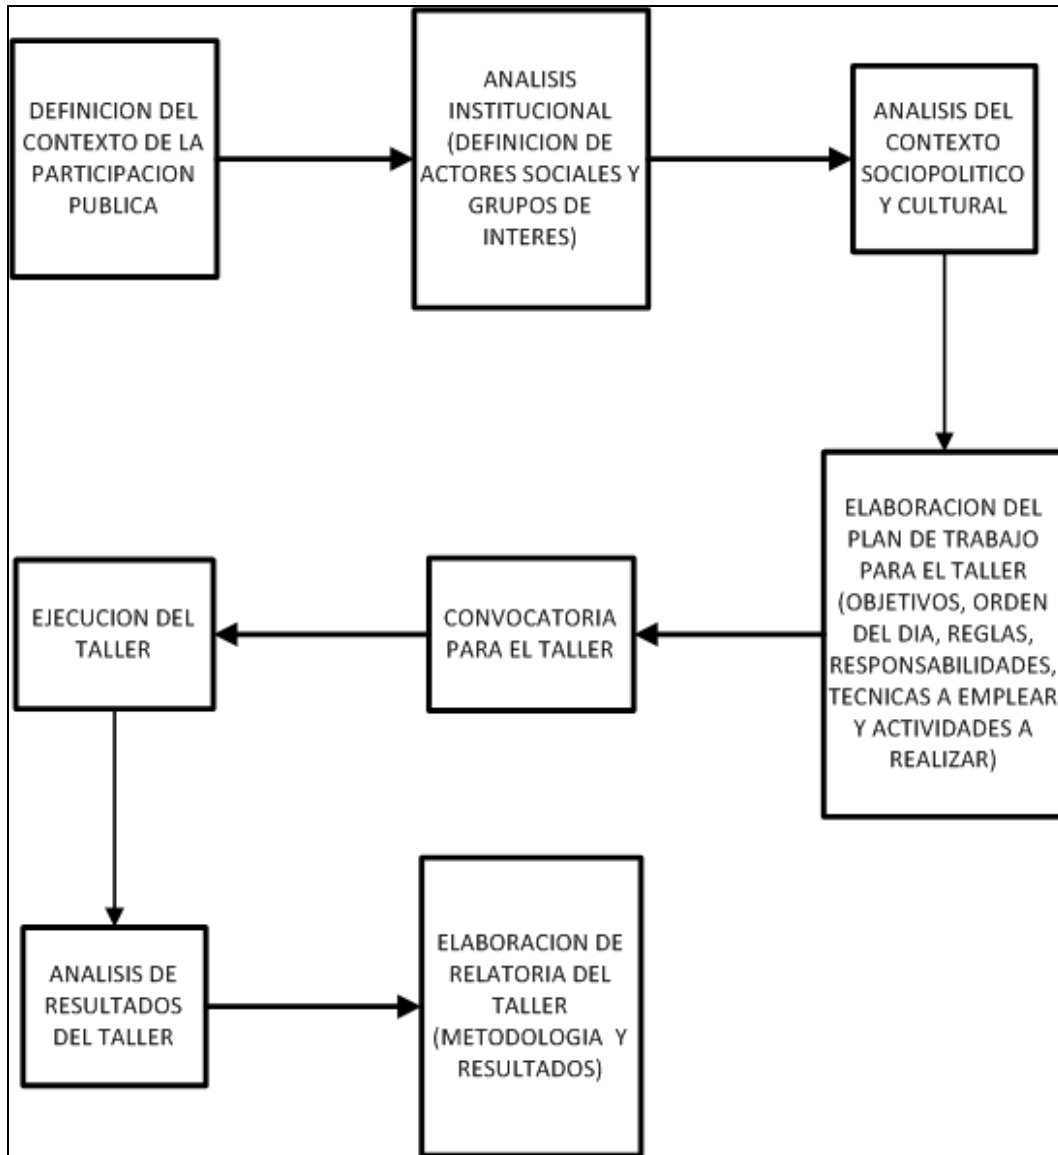 DEFINICION DEL
CONTEXTO DE LA
PARTICIPACION
PUBLICA
ANALISIS
INSTITUCIONAL
(DEFINICION DE
ACTORES SOCIALES Y
GRUPOS DE
INTERES)
ANALISIS DEL
CONTEXTO
SOCIOPOLITICO
Y CULTURAL
ELABORACION DEL
PLAN DE TRABAJO
PARA EL TALLER
(OBJETIVOS, ORDEN
DEL DIA, REGLAS,
RESPONSABILIDADES,
TECNICAS A EMPLEAR
Y ACTIVIDADES A
REALIZAR)
CONVOCATORIA
PARA EL TALLER
EJECUCION DEL
TALLER
ANALISIS DE
RESULTADOS
DEL TALLER
ELABORACION DE
RELATORIA DEL
TALLER
(METODOLOGIA Y
RESULTADOS)